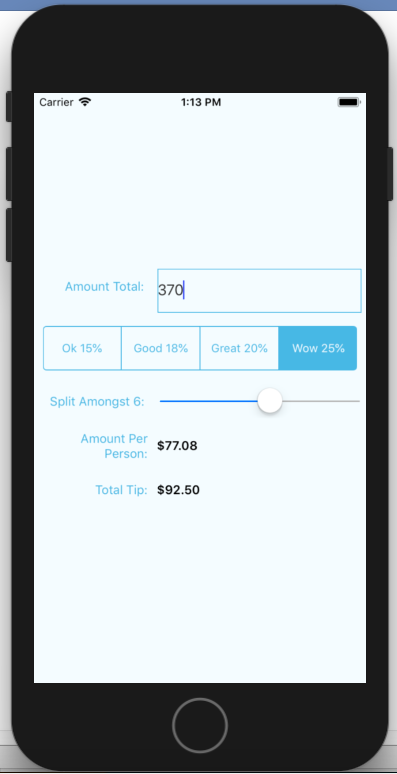 Carrier 1:13 PM
Amount Total: 370
Ok 15% Good 18% Great 20% Wow 25%
Split Amongst 6:
Amount Per
Person: $77.08
Total Tip: $92.50